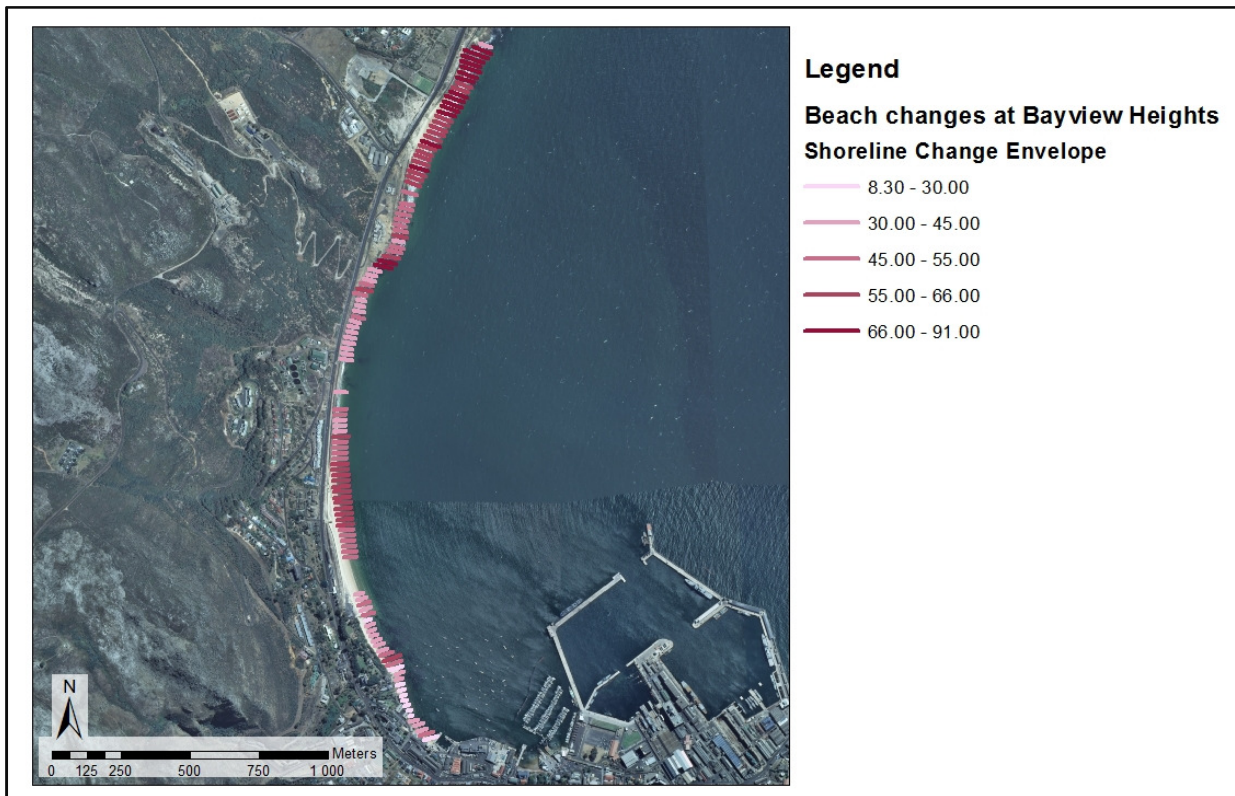 Legend
Beach changes at Bayview Heights
Shoreline Change Envelope
8.30 - 30.00
30.00 - 45.00
45.00 - 55.00
55.00 - 66.00
66.00 - 91.00
N
Meters
0 125 250 500 750 1 000